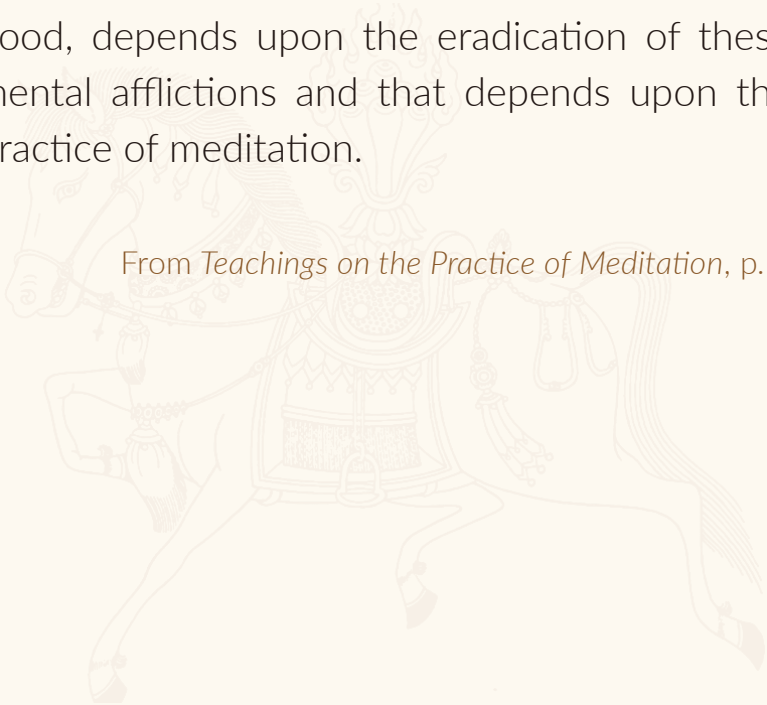 ood, depends upon the eradication of thes
ental afflictions and that depends upon th
ractice of meditation.
From Teachings on the Practice of Meditation, p.